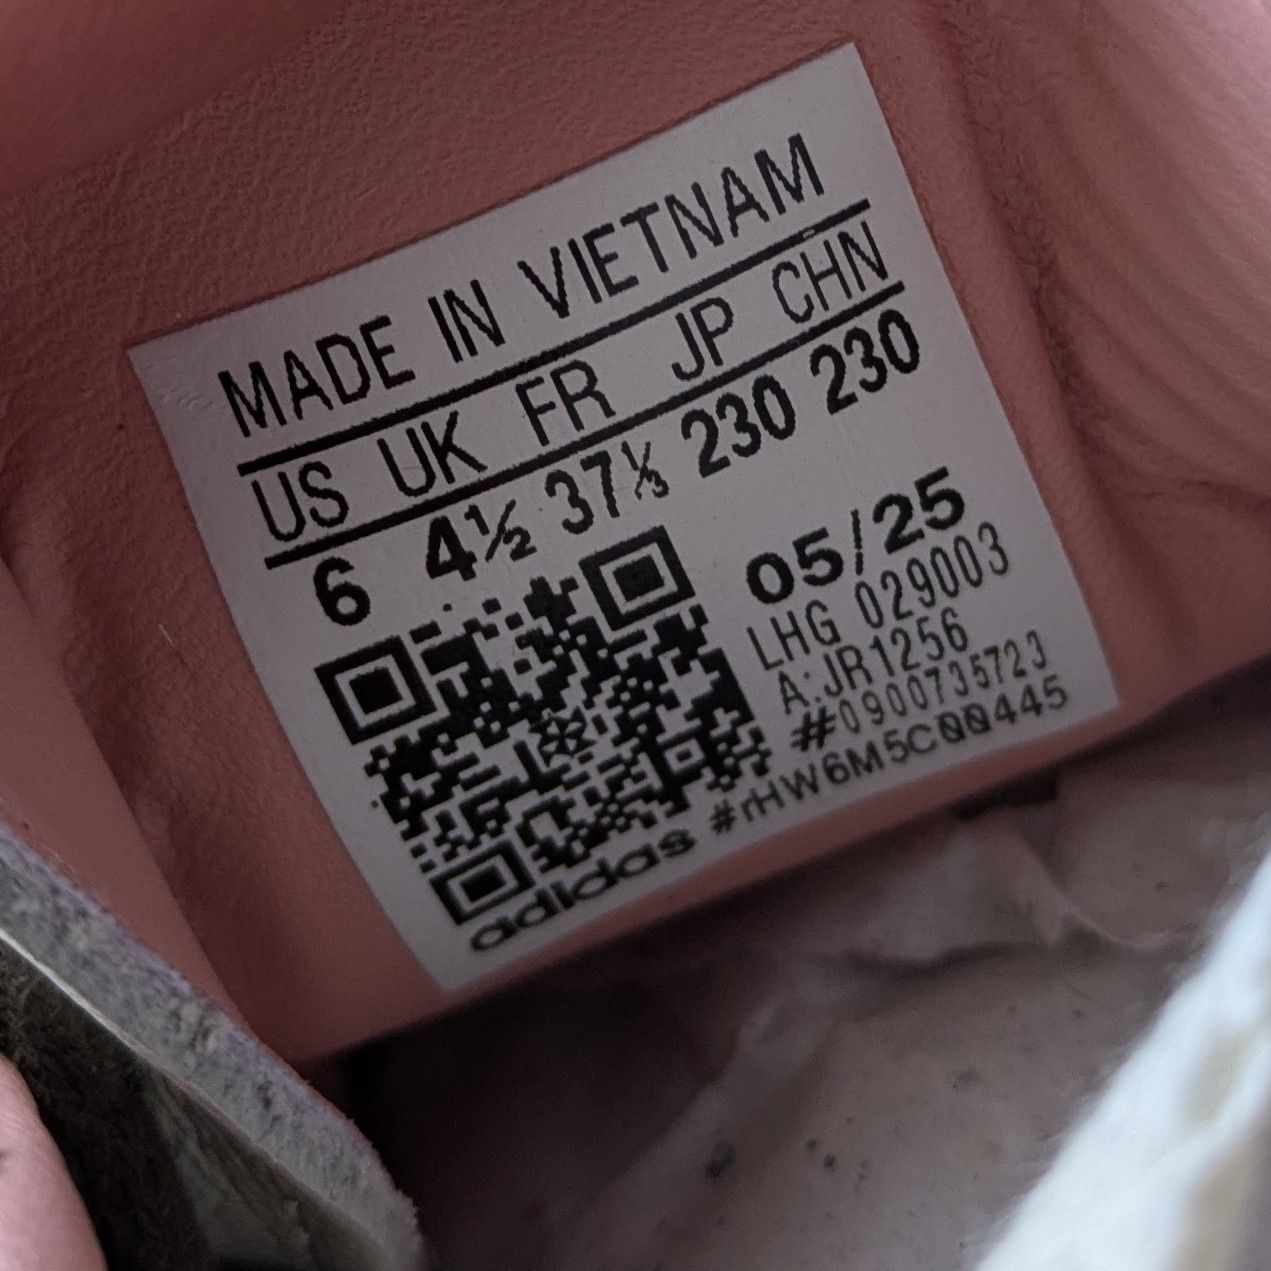 MADE IN VIETNAM
US UK FR JP CHN
6 4½ 37⅓ 230 230
05/25
LHG 029003
A:JR1256
#0900735723
#rHW6M5C00445
adidas